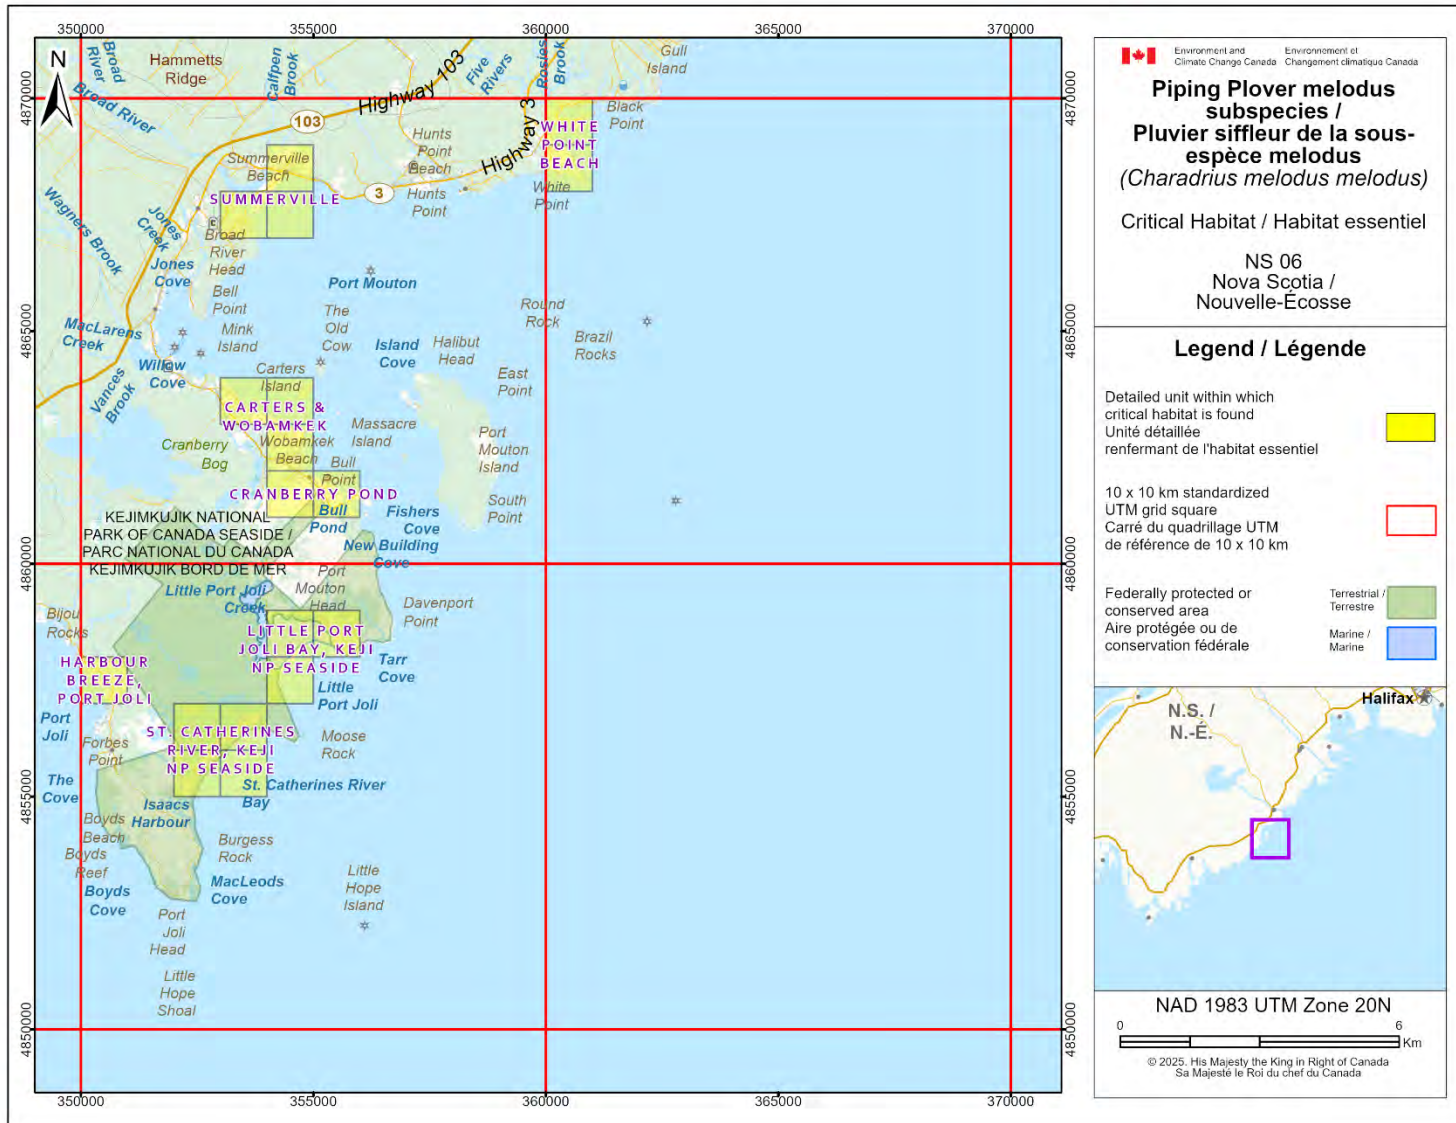 350000
355000
360000
365000
370000
4870000
4865000
4860000
4855000
4850000
4870000
4865000
4860000
4855000
4850000
350000
355000
360000
365000
370000
N
Broad
River
Broad River
Hammetts
Ridge
Calfpen
Brook
Highway 103
103
Five
Rivers
Rosies
Brook
Gull
Island
Black
Point
Highway 3
3
WHITE
POINT
BEACH
White
Point
Hunts
Point
Beach
Hunts
Point
Summerville
Beach
SUMMERVILLE
Wagners Brook
Jones
Creek
Broad
River
Head
Jones
Cove
Bell
Point
Port Mouton
MacLarens
Creek
Mink
Island
The
Old
Cow
Island
Cove
Halibut
Head
Round
Rock
Brazil
Rocks
East
Point
Willow
Cove
Vances
Brook
Carters
Island
CARTERS &
WOBAMKEK
Wobamkek
Beach
Massacre
Island
Cranberry
Bog
Bull
Point
Port
Mouton
Island
South
Point
CRANBERRY POND
Bull
Pond
Fishers
Cove
New Building
Cove
KEJIMKUJIK NATIONAL
PARK OF CANADA SEASIDE /
PARC NATIONAL DU CANADA
KEJIMKUJIK BORD DE MER
Little Port Joli
Creek
Port
Mouton
Head
Davenport
Point
Bijou
Rocks
LITTLE PORT
JOLI BAY, KEJI
NP SEASIDE
Tarr
Cove
HARBOUR
BREEZE,
PORT JOLI
Little
Port Joli
Port
Joli
Forbes
Point
ST. CATHERINES
RIVER, KEJI
NP SEASIDE
Moose
Rock
The
Cove
St. Catherines River
Bay
Isaacs
Harbour
Boyds
Beach
Boyds
Reef
Boyds
Cove
Burgess
Rock
MacLeods
Cove
Little
Hope
Island
Port
Joli
Head
Little
Hope
Shoal
Environment and
Climate Change Canada
Environnement et
Changement climatique Canada
Piping Plover melodus
subspecies /
Pluvier siffleur de la sous-
espèce melodus
(Charadrius melodus melodus)
Critical Habitat / Habitat essentiel
NS 06
Nova Scotia /
Nouvelle-Écosse
Legend / Légende
Detailed unit within which
critical habitat is found
Unité détaillée
renfermant de l'habitat essentiel
10 x 10 km standardized
UTM grid square
Carré du quadrillage UTM
de référence de 10 x 10 km
Federally protected or
conserved area
Aire protégée ou de
conservation fédérale
Terrestrial /
Terrestre
Marine /
Marine
N.S. /
N.-É.
Halifax
NAD 1983 UTM Zone 20N
0
6
Km
© 2025. His Majesty the King in Right of Canada
Sa Majesté le Roi du chef du Canada